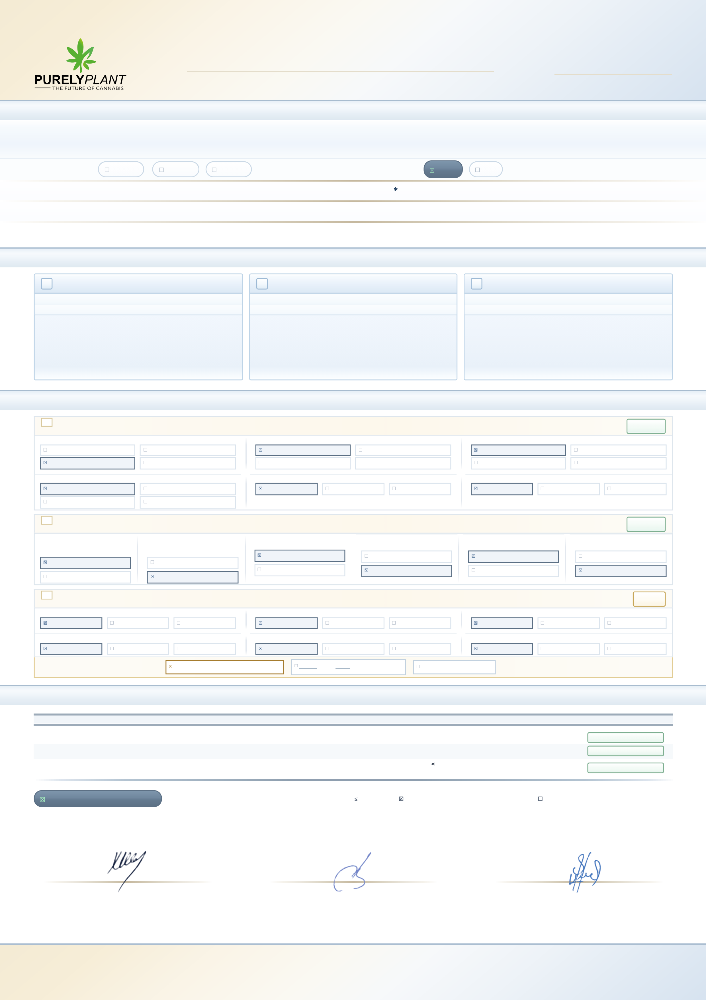 PURELYPLANT
THE FUTURE OF CANNABIS
☐ ☐ ☐ ☒ ☐
*
☐ ☐ ☒ ☐ ☒ ☐
☒ ☐ ☐ ☐ ☐ ☐
☒ ☐ ☒ ☐ ☐ ☒ ☐ ☐
☐ ☐
☒ ☐ ☒ ☐ ☒ ☐
☐ ☒ ☐ ☒ ☐ ☒
☒ ☐ ☐ ☒ ☐ ☐ ☒ ☐ ☐
☒ ☐ ☐ ☒ ☐ ☐ ☒ ☐ ☐
☒ ☐ ☐
≤
☒ ≤ ☒ ☐